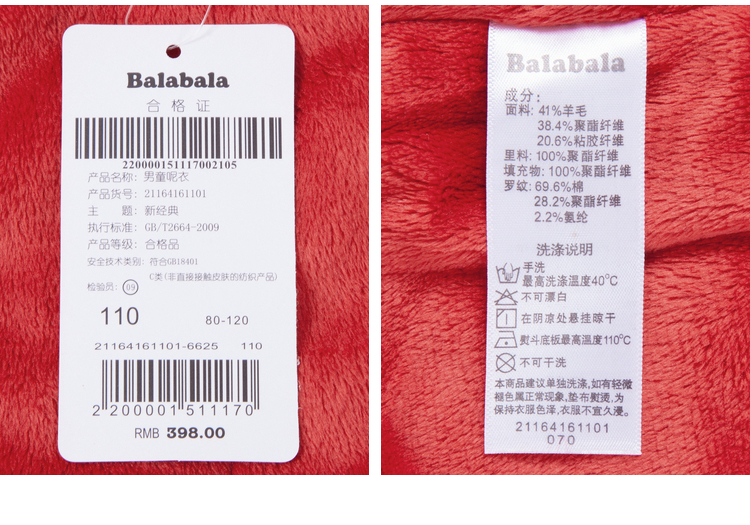 Balabala
合格证
220000151117002105
产品名称: 男童呢衣
产品货号: 21164161101
主 题: 新经典
执行标准: GB/T2664-2009
产品等级: 合格品
安全技术类别: 符合GB18401
C类(非直接接触皮肤的纺织产品)
检验员: 09
110 80-120
21164161101-6625 110
2 200001 511170
RMB 398.00
Balabala
成分:
面料: 41%羊毛
38.4%聚酯纤维
20.6%粘胶纤维
里料: 100%聚酯纤维
填充物: 100%聚酯纤维
罗纹: 69.6%棉
28.2%聚酯纤维
2.2%氨纶
洗涤说明
手洗
最高洗涤温度40°C
不可漂白
在阴凉处悬挂晾干
熨斗底板最高温度110°C
不可干洗
本商品建议单独洗涤,如有轻微
褪色属正常现象,垫布熨烫,为
保持衣服色泽,衣服不宜久浸。
21164161101
070